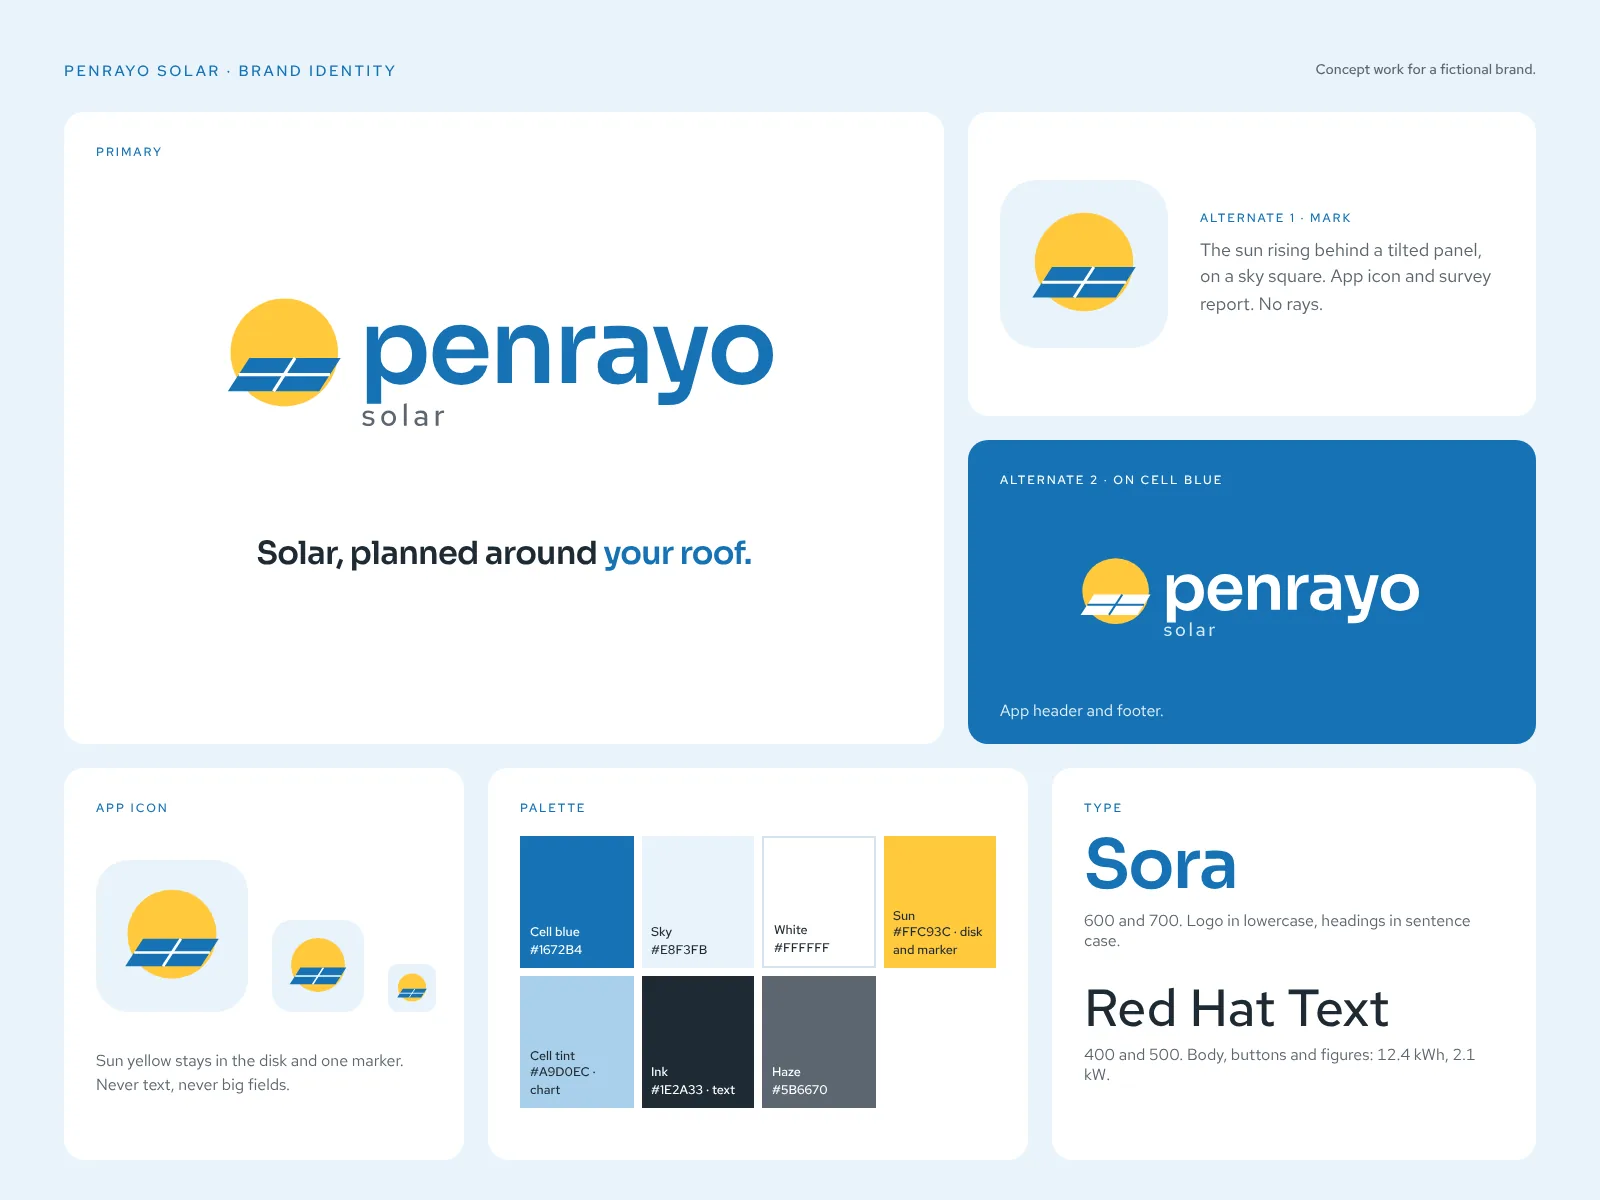 PENRAYO SOLAR · BRAND IDENTITY
Concept work for a fictional brand.
PRIMARY
penrayo
solar
Solar, planned around your roof.
ALTERNATE 1 · MARK
The sun rising behind a tilted panel,
on a sky square. App icon and survey
report. No rays.
ALTERNATE 2 · ON CELL BLUE
penrayo
solar
App header and footer.
APP ICON
Sun yellow stays in the disk and one marker.
Never text, never big fields.
PALETTE
Cell blue
#1672B4
Sky
#E8F3FB
White
#FFFFFF
Sun
#FFC93C · disk
and marker
Cell tint
#A9D0EC ·
chart
Ink
#1E2A33 · text
Haze
#5B6670
TYPE
Sora
600 and 700. Logo in lowercase, headings in sentence
case.
Red Hat Text
400 and 500. Body, buttons and figures: 12.4 kWh, 2.1
kW.